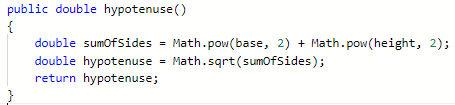 public double hypotenuse()
{
    double sumOfSides = Math.pow(base, 2) + Math.pow(height, 2);
    double hypotenuse = Math.sqrt(sumOfSides);
    return hypotenuse;
}